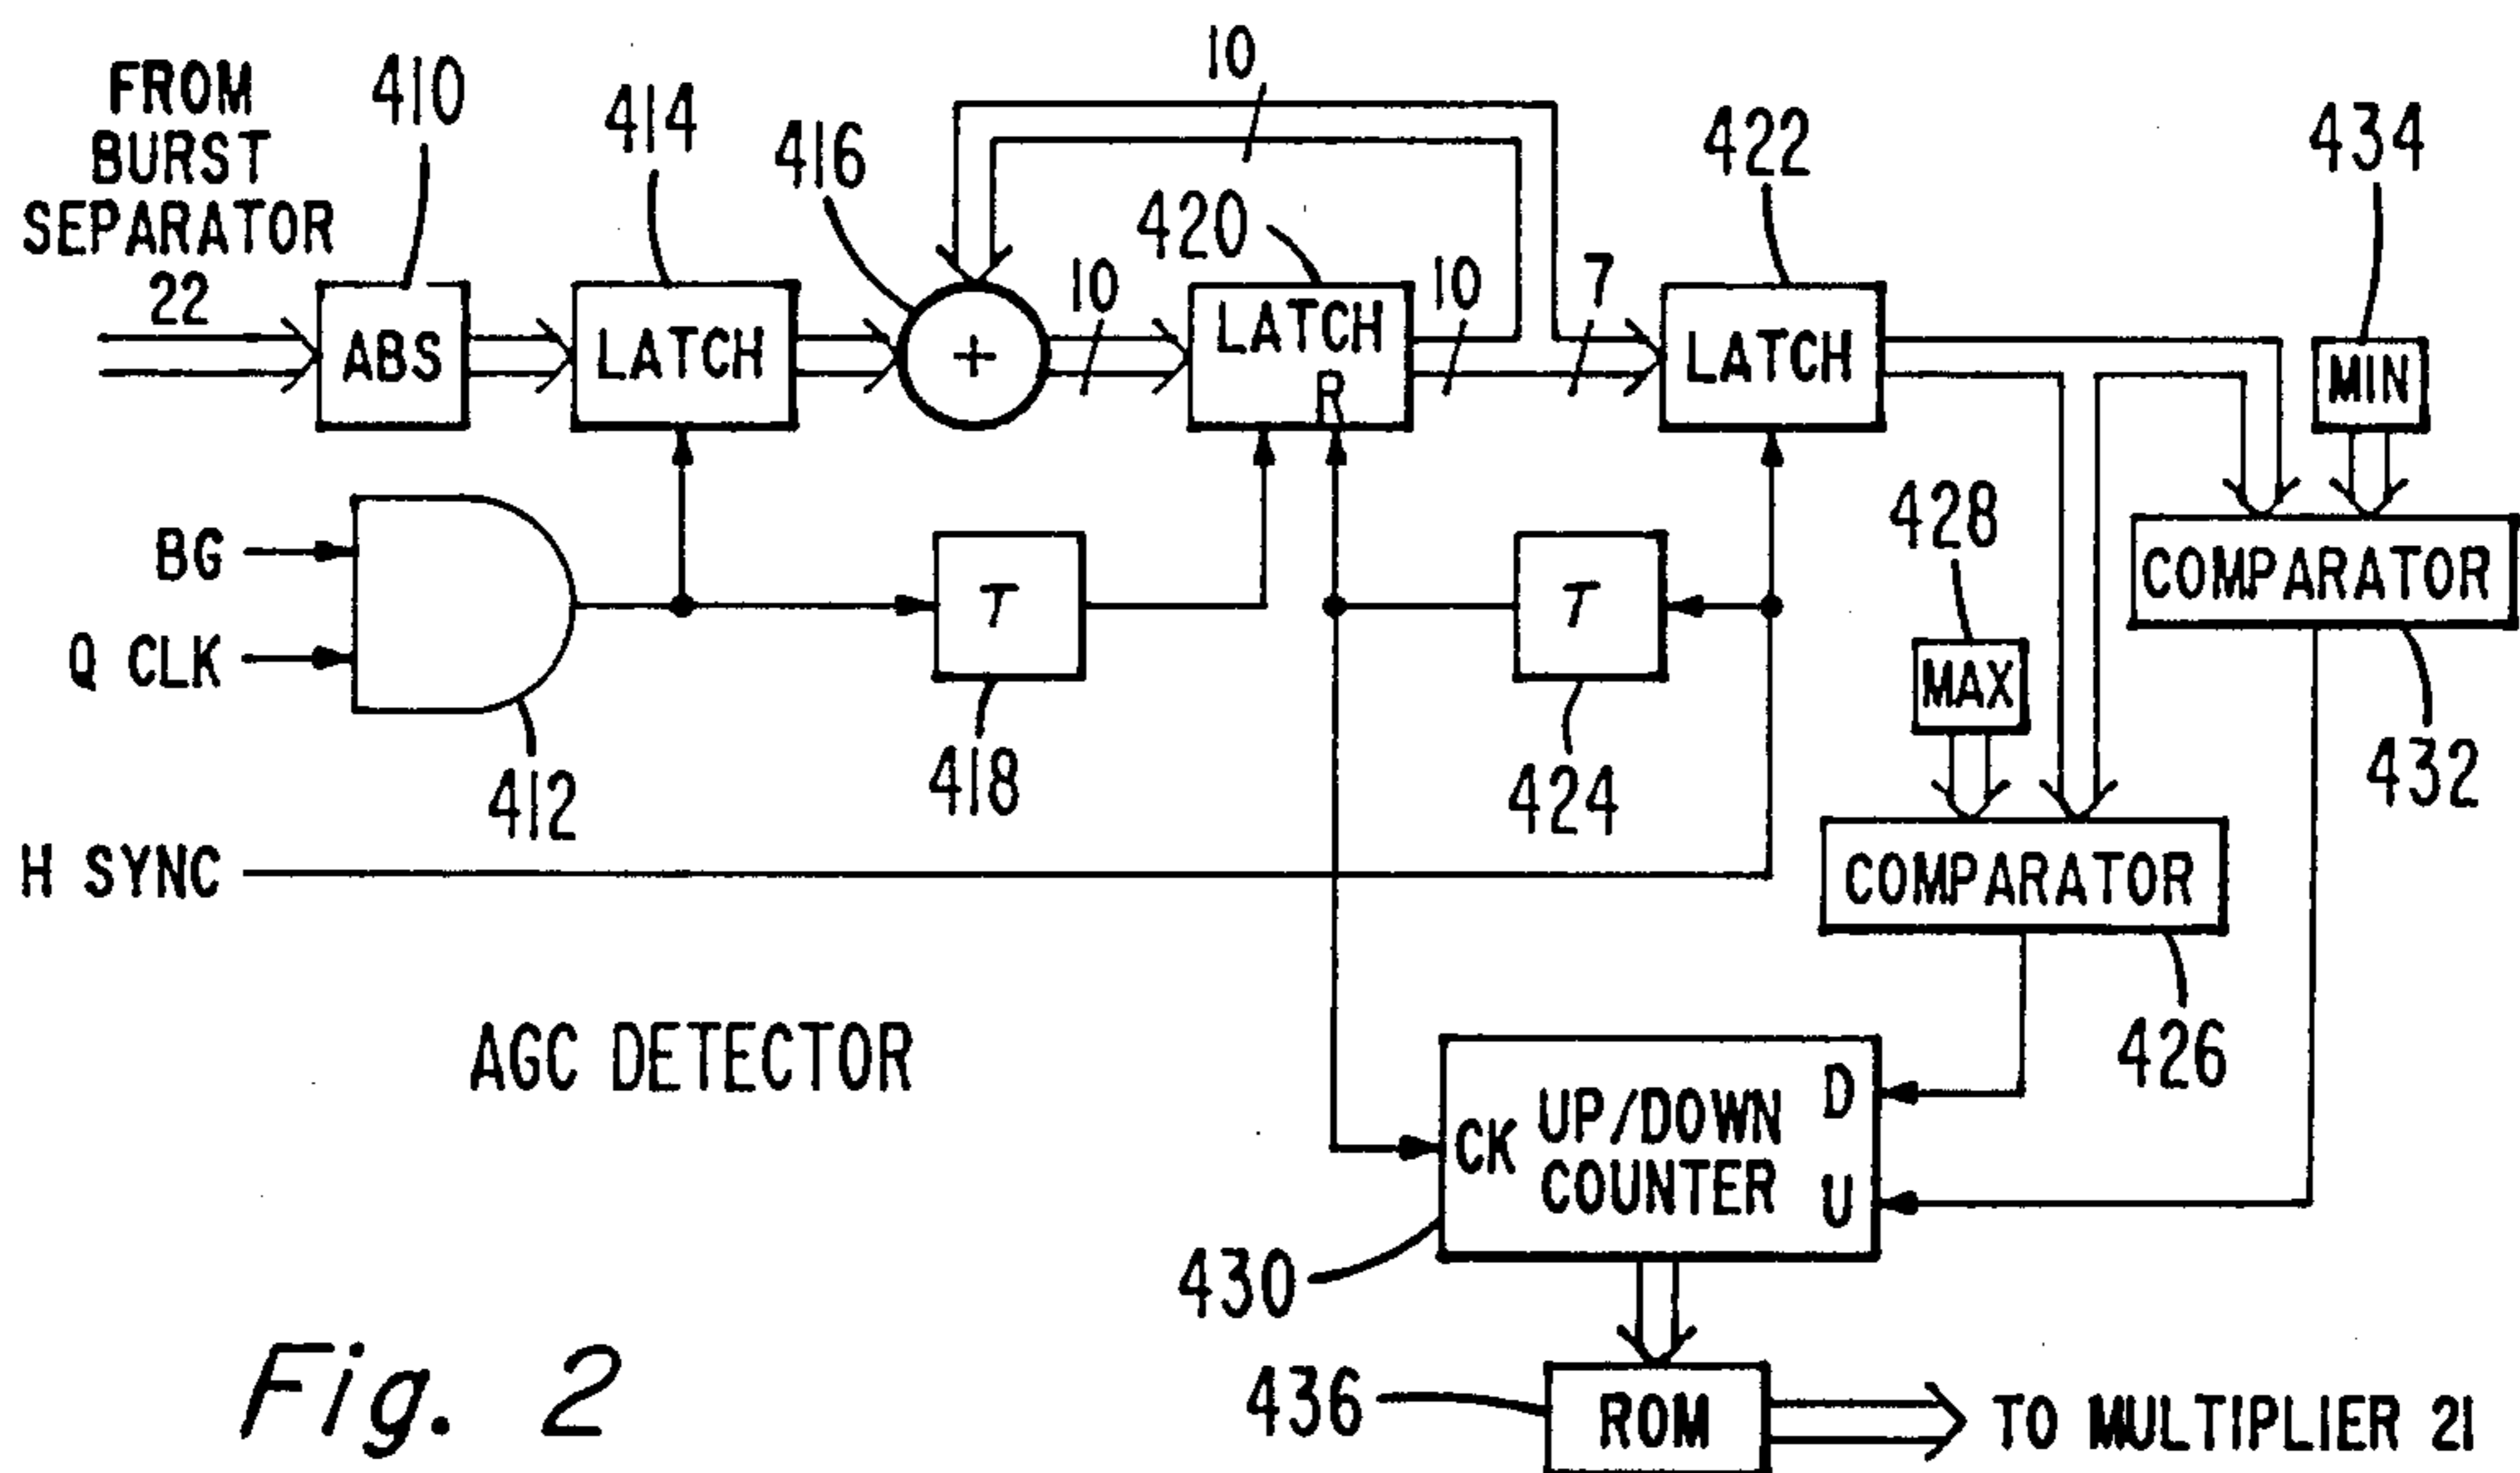 FROM
BURST
SEPARATOR
22
410
414
416
10
420
422
434
ABS
LATCH
+
10
LATCH
R
10
7
LATCH
MIN
BG
Q CLK
412
T
418
T
424
428
MAX
COMPARATOR
432
H SYNC
COMPARATOR
426
AGC DETECTOR
CK
UP/DOWN
COUNTER
D
U
430
436
ROM
TO MULTIPLIER 21
Fig. 2